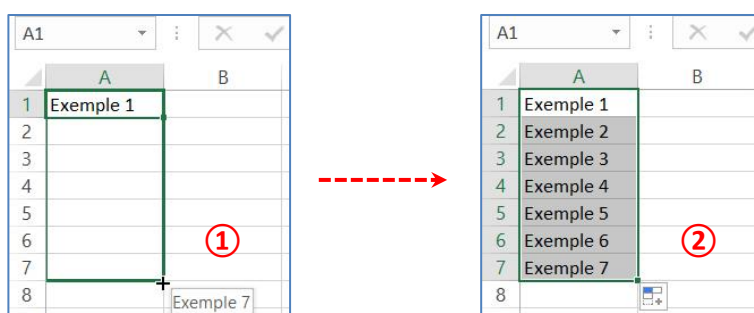 A1
A B
1 Exemple 1
2
3
4
5
6
7
8
Exemple 7
①
A1
A B
1 Exemple 1
2 Exemple 2
3 Exemple 3
4 Exemple 4
5 Exemple 5
6 Exemple 6
7 Exemple 7
8
②